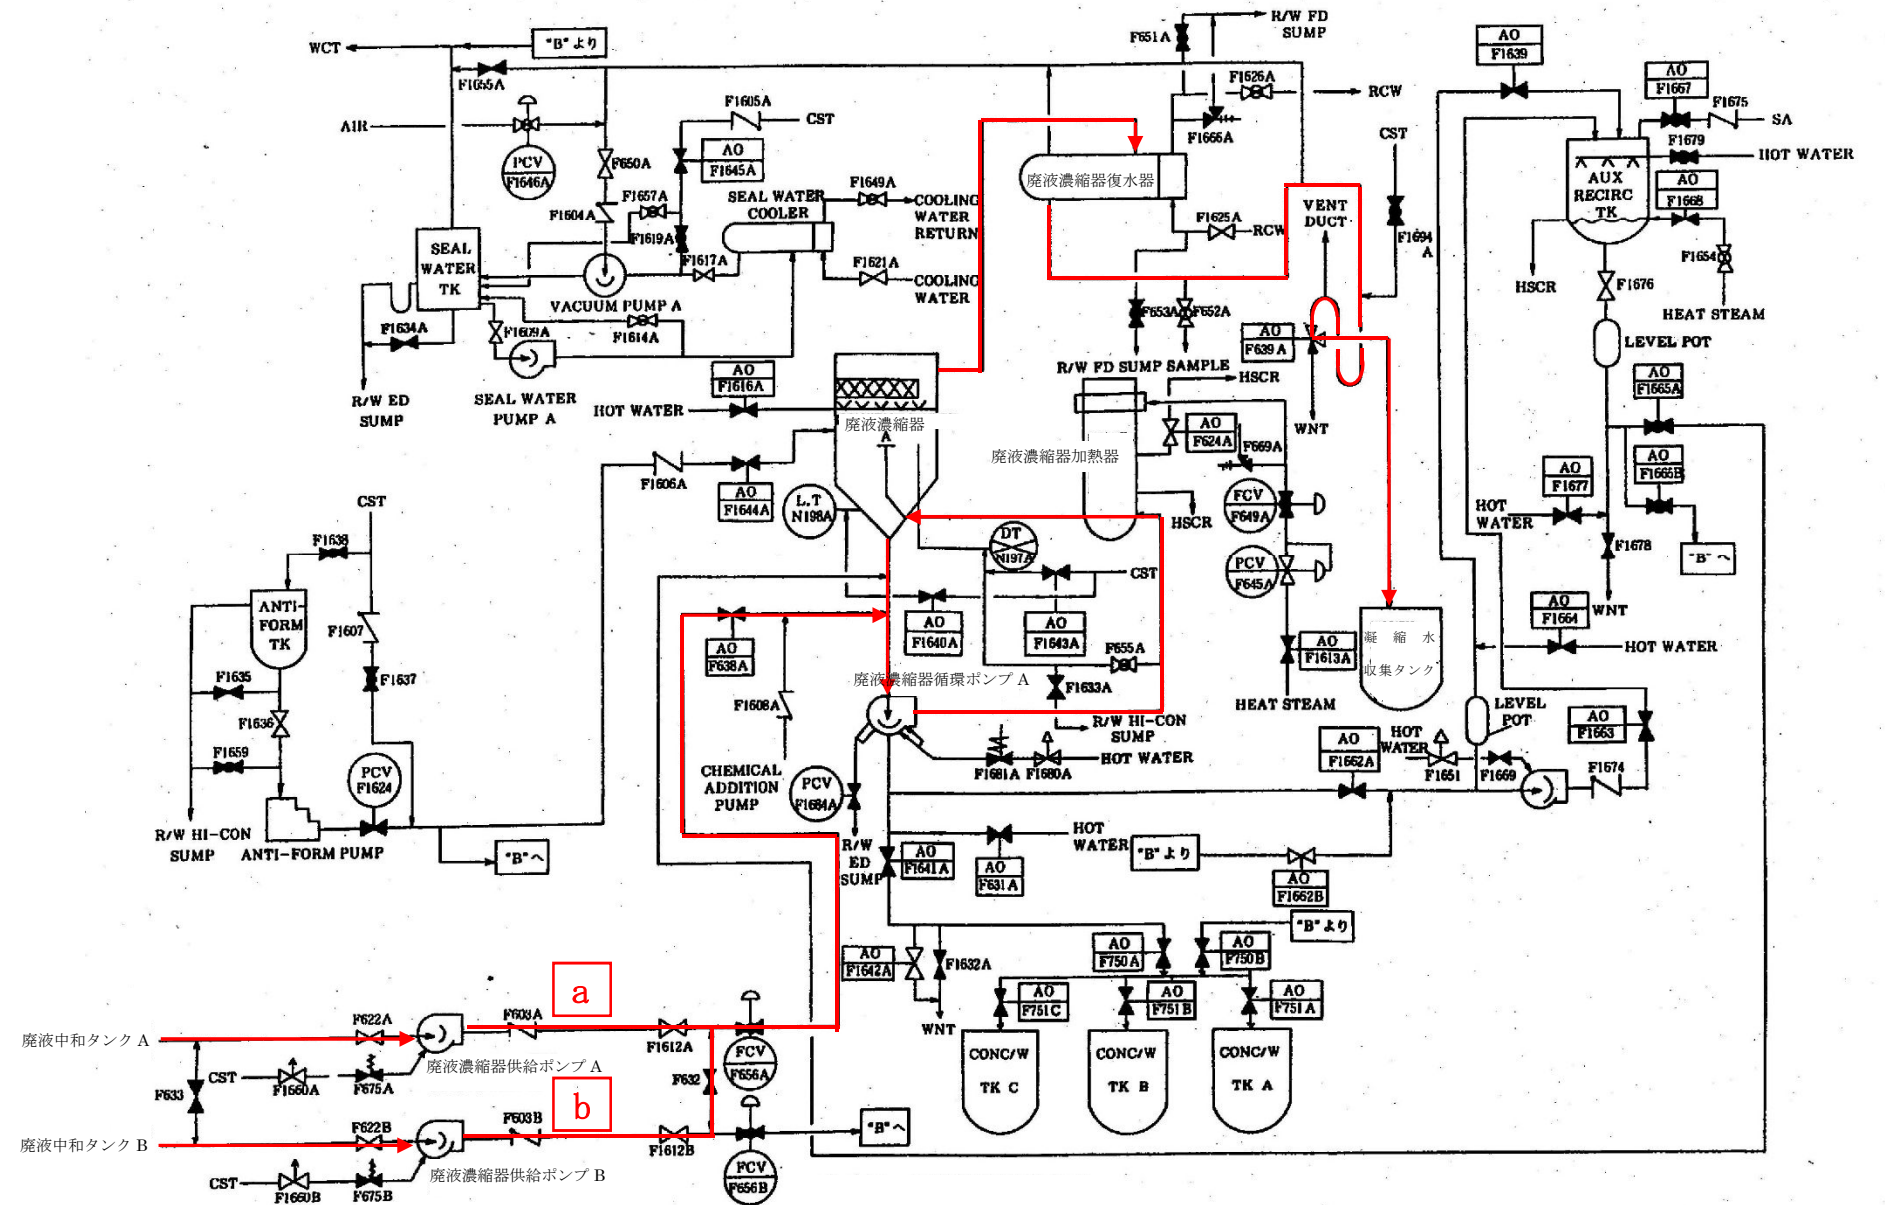 WCT
"B"より
F1655A
AIR
PCV
F1646A
F650A
F1605A
CST
AO
F1645A
F1657A
F1604A
F1619A
SEAL WATER
COOLER
F1649A
COOLING
WATER
RETURN
F1617A
F1621A
COOLING
WATER
SEAL
WATER
TK
VACUUM PUMP A
F1634A
F1609A
F1614A
R/W ED
SUMP
SEAL WATER
PUMP A
F651A
R/W FD
SUMP
F1626A
RCW
F1666A
廃液濃縮器復水器
F1625A
RCW
F653A
F652A
R/W FD SUMP
SAMPLE
VENT
DUCT
CST
F1694
A
AO
F639A
WNT
AO
F1639
AO
F1667
F1675
SA
F1679
HOT WATER
AUX
RECIRC
TK
AO
F1668
F1654
HEAT STEAM
HSCR
F1676
LEVEL POT
AO
F1665A
AO
F1665B
AO
F1677
HOT
WATER
F1678
"B"へ
WNT
AO
F1664
HOT WATER
AO
F1616A
HOT WATER
廃液濃縮器
A
F1606A
AO
F1644A
L.T
N198A
廃液濃縮器加熱器
HSCR
AO
F624A
F669A
HSCR
FCV
F649A
PCV
F645A
AO
F1613A
HEAT STEAM
凝縮水
収集タンク
DT
N197A
CST
AO
F1640A
AO
F1643A
F655A
F1633A
R/W HI-CON
SUMP
AO
F638A
F1608A
CHEMICAL
ADDITION
PUMP
廃液濃縮器循環ポンプ A
PCV
F1684A
R/W
ED
SUMP
F1681A
F1680A
HOT WATER
CST
F1638
ANTI-
FORM
TK
F1607
F1637
F1635
F1636
F1659
PCV
F1624
R/W HI-CON
SUMP
ANTI-FORM PUMP
"B"へ
AO
F1662A
HOT
WATER
F1651
F1669
LEVEL
POT
AO
F1663
F1674
HOT
WATER
AO
F631A
AO
F1641A
"B"より
AO
F1662B
AO
F1642A
F1632A
WNT
AO
F750A
AO
F750B
"B"より
AO
F751C
AO
F751B
AO
F751A
CONC/W
TK C
CONC/W
TK B
CONC/W
TK A
a
廃液中和タンク A
F622A
F603A
F1612A
FCV
F656A
廃液濃縮器供給ポンプ A
CST
F1660A
F675A
F633
F632
b
廃液中和タンク B
F622B
F603B
F1612B
FCV
F656B
"B"へ
廃液濃縮器供給ポンプ B
CST
F1660B
F675B